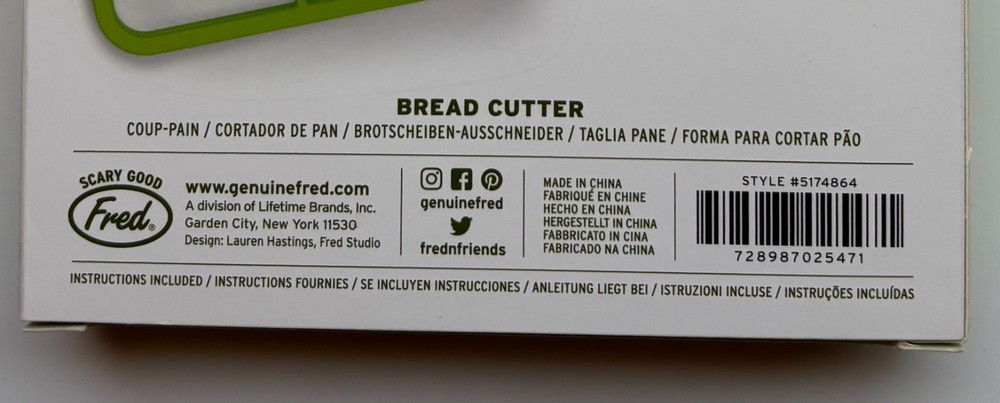 BREAD CUTTER
COUP-PAIN / CORTADOR DE PAN / BROTSCHEIBEN-AUSSCHNEIDER / TAGLIA PANE / FORMA PARA CORTAR PÃO
SCARY GOOD
Fred®
www.genuinefred.com
A division of Lifetime Brands, Inc.
Garden City, New York 11530
Design: Lauren Hastings, Fred Studio
genuinefred
frednfriends
MADE IN CHINA
FABRIQUÉ EN CHINE
HECHO EN CHINA
HERGESTELLT IN CHINA
FABBRICATO IN CINA
FABRICADO NA CHINA
STYLE #5174864
728987025471
INSTRUCTIONS INCLUDED / INSTRUCTIONS FOURNIES / SE INCLUYEN INSTRUCCIONES / ANLEITUNG LIEGT BEI / ISTRUZIONI INCLUSE / INSTRUÇÕES INCLUÍDAS